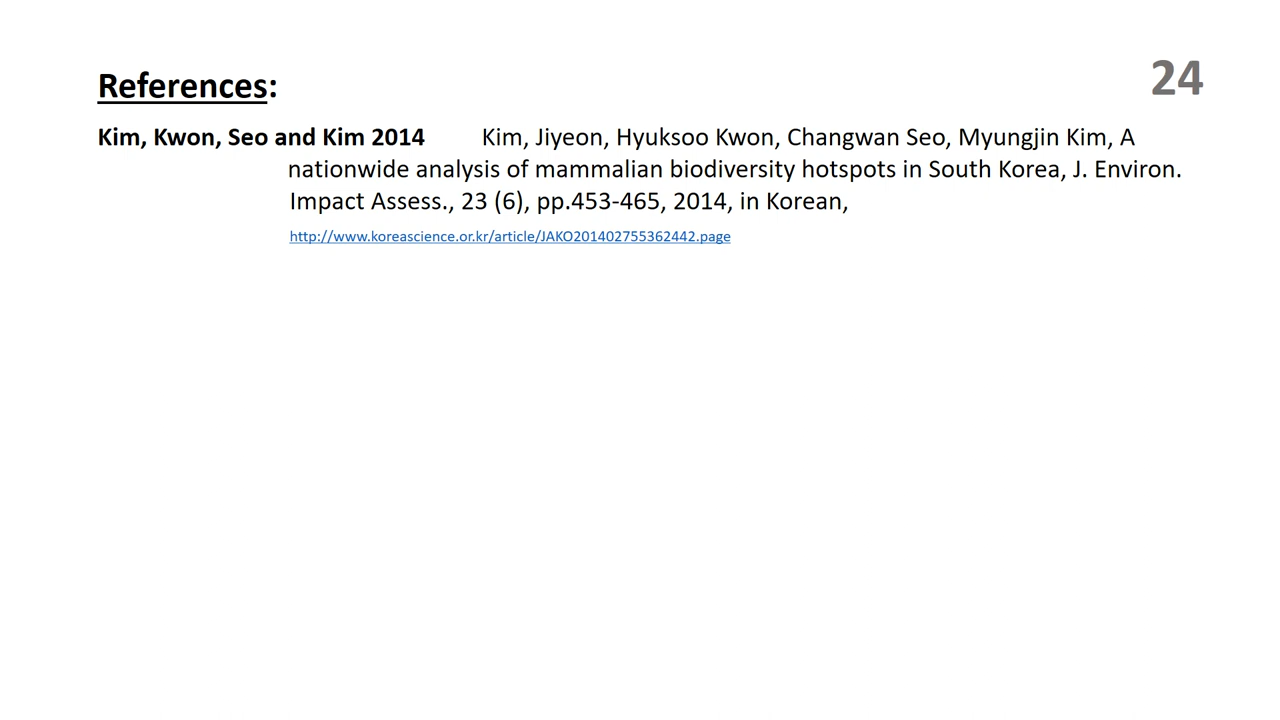 References:
24
Kim, Kwon, Seo and Kim 2014 Kim, Jiyeon, Hyuksoo Kwon, Changwan Seo, Myungjin Kim, A
nationwide analysis of mammalian biodiversity hotspots in South Korea, J. Environ.
Impact Assess., 23 (6), pp.453-465, 2014, in Korean,
http://www.koreascience.or.kr/article/JAKO201402755362442.page